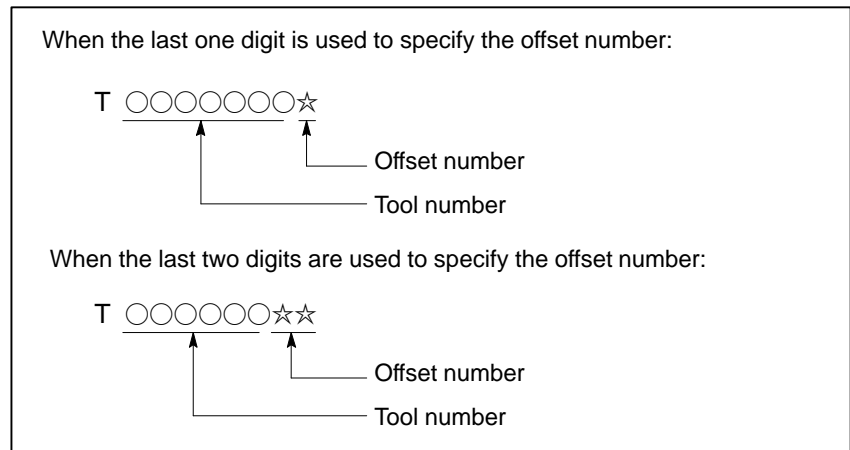 When the last one digit is used to specify the offset number:
T ○○○○○○○☆
Offset number
Tool number
When the last two digits are used to specify the offset number:
T ○○○○○○☆☆
Offset number
Tool number